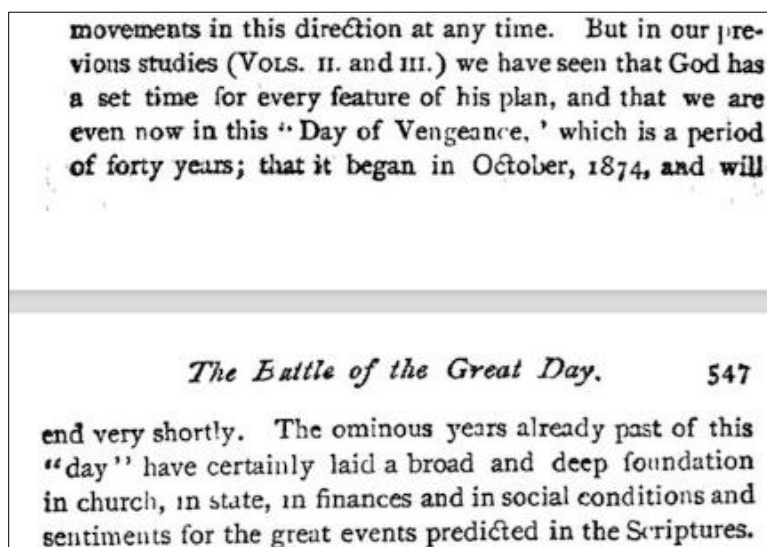 movements in this direction at any time. But in our pre-
vious studies (VOLS. II. and III.) we have seen that God has
a set time for every feature of his plan, and that we are
even now in this “Day of Vengeance,’ which is a period
of forty years; that it began in October, 1874, and will
The Battle of the Great Day. 547
end very shortly. The ominous years already past of this
“day” have certainly laid a broad and deep foundation
in church, in state, in finances and in social conditions and
sentiments for the great events predicted in the Scriptures.